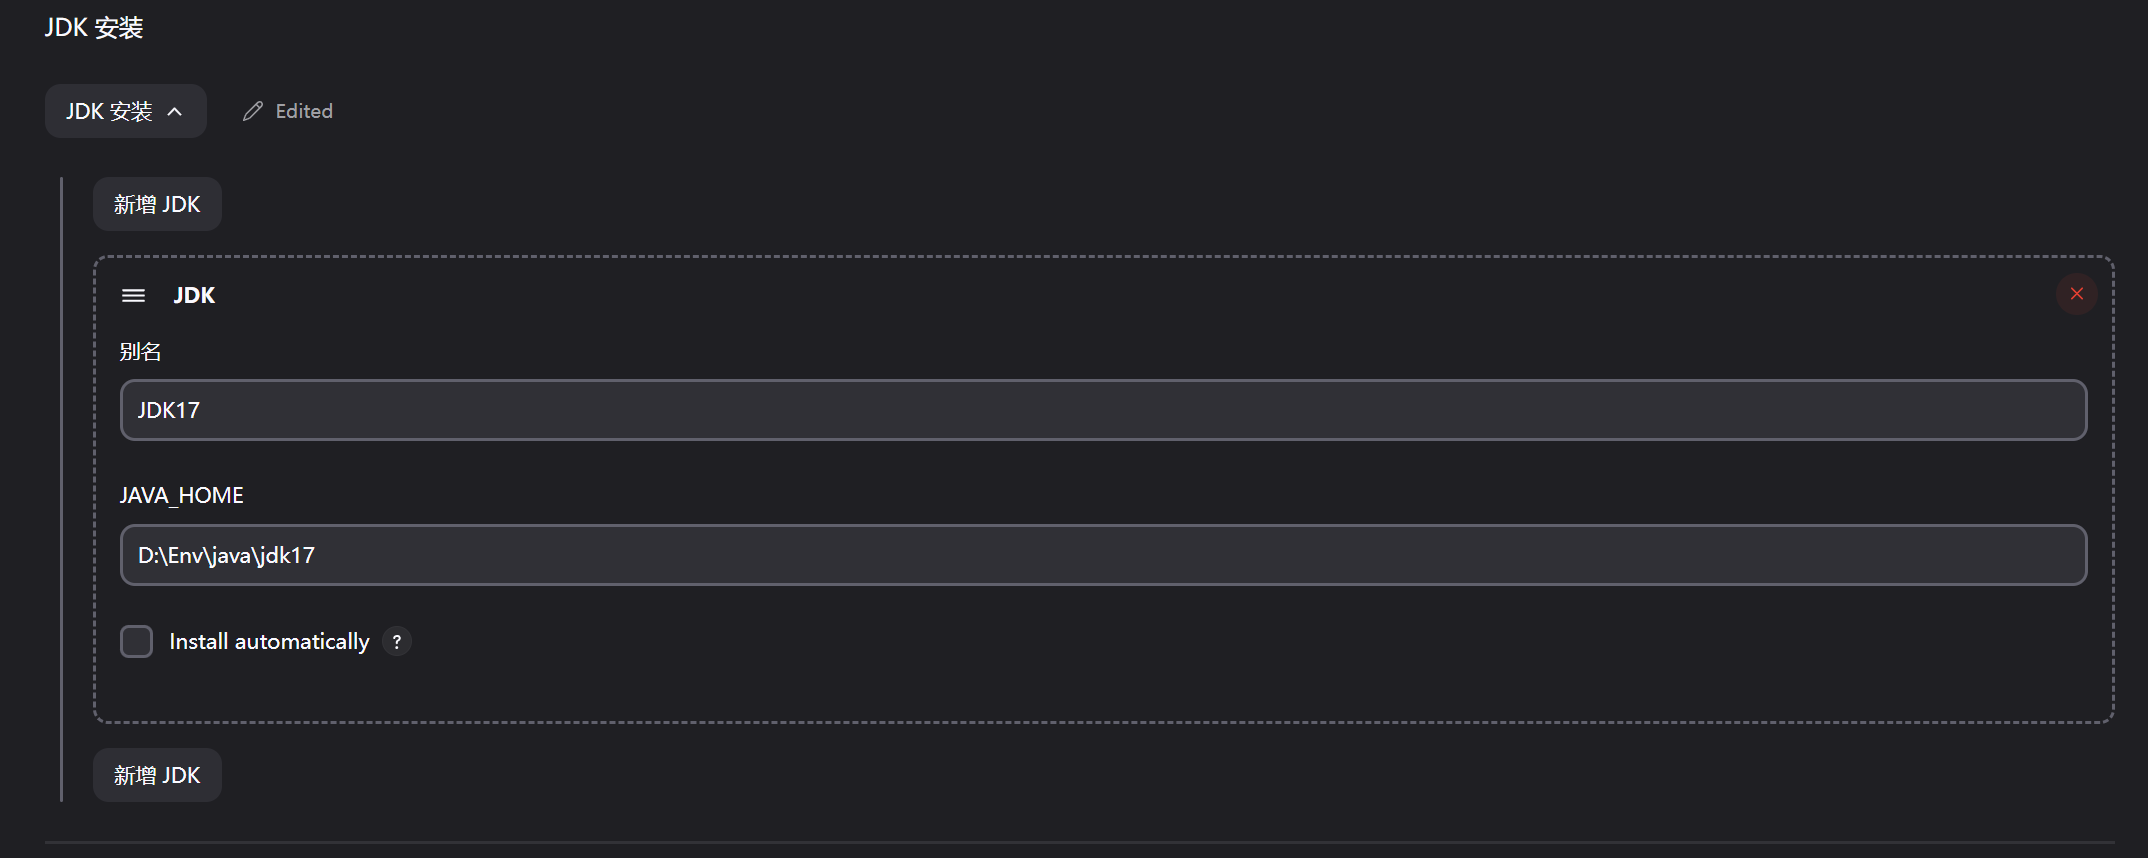 JDK 安装
JDK 安装
Edited
新增 JDK
JDK
别名
JDK17
JAVA_HOME
D:\Env\java\jdk17
Install automatically ?
新增 JDK